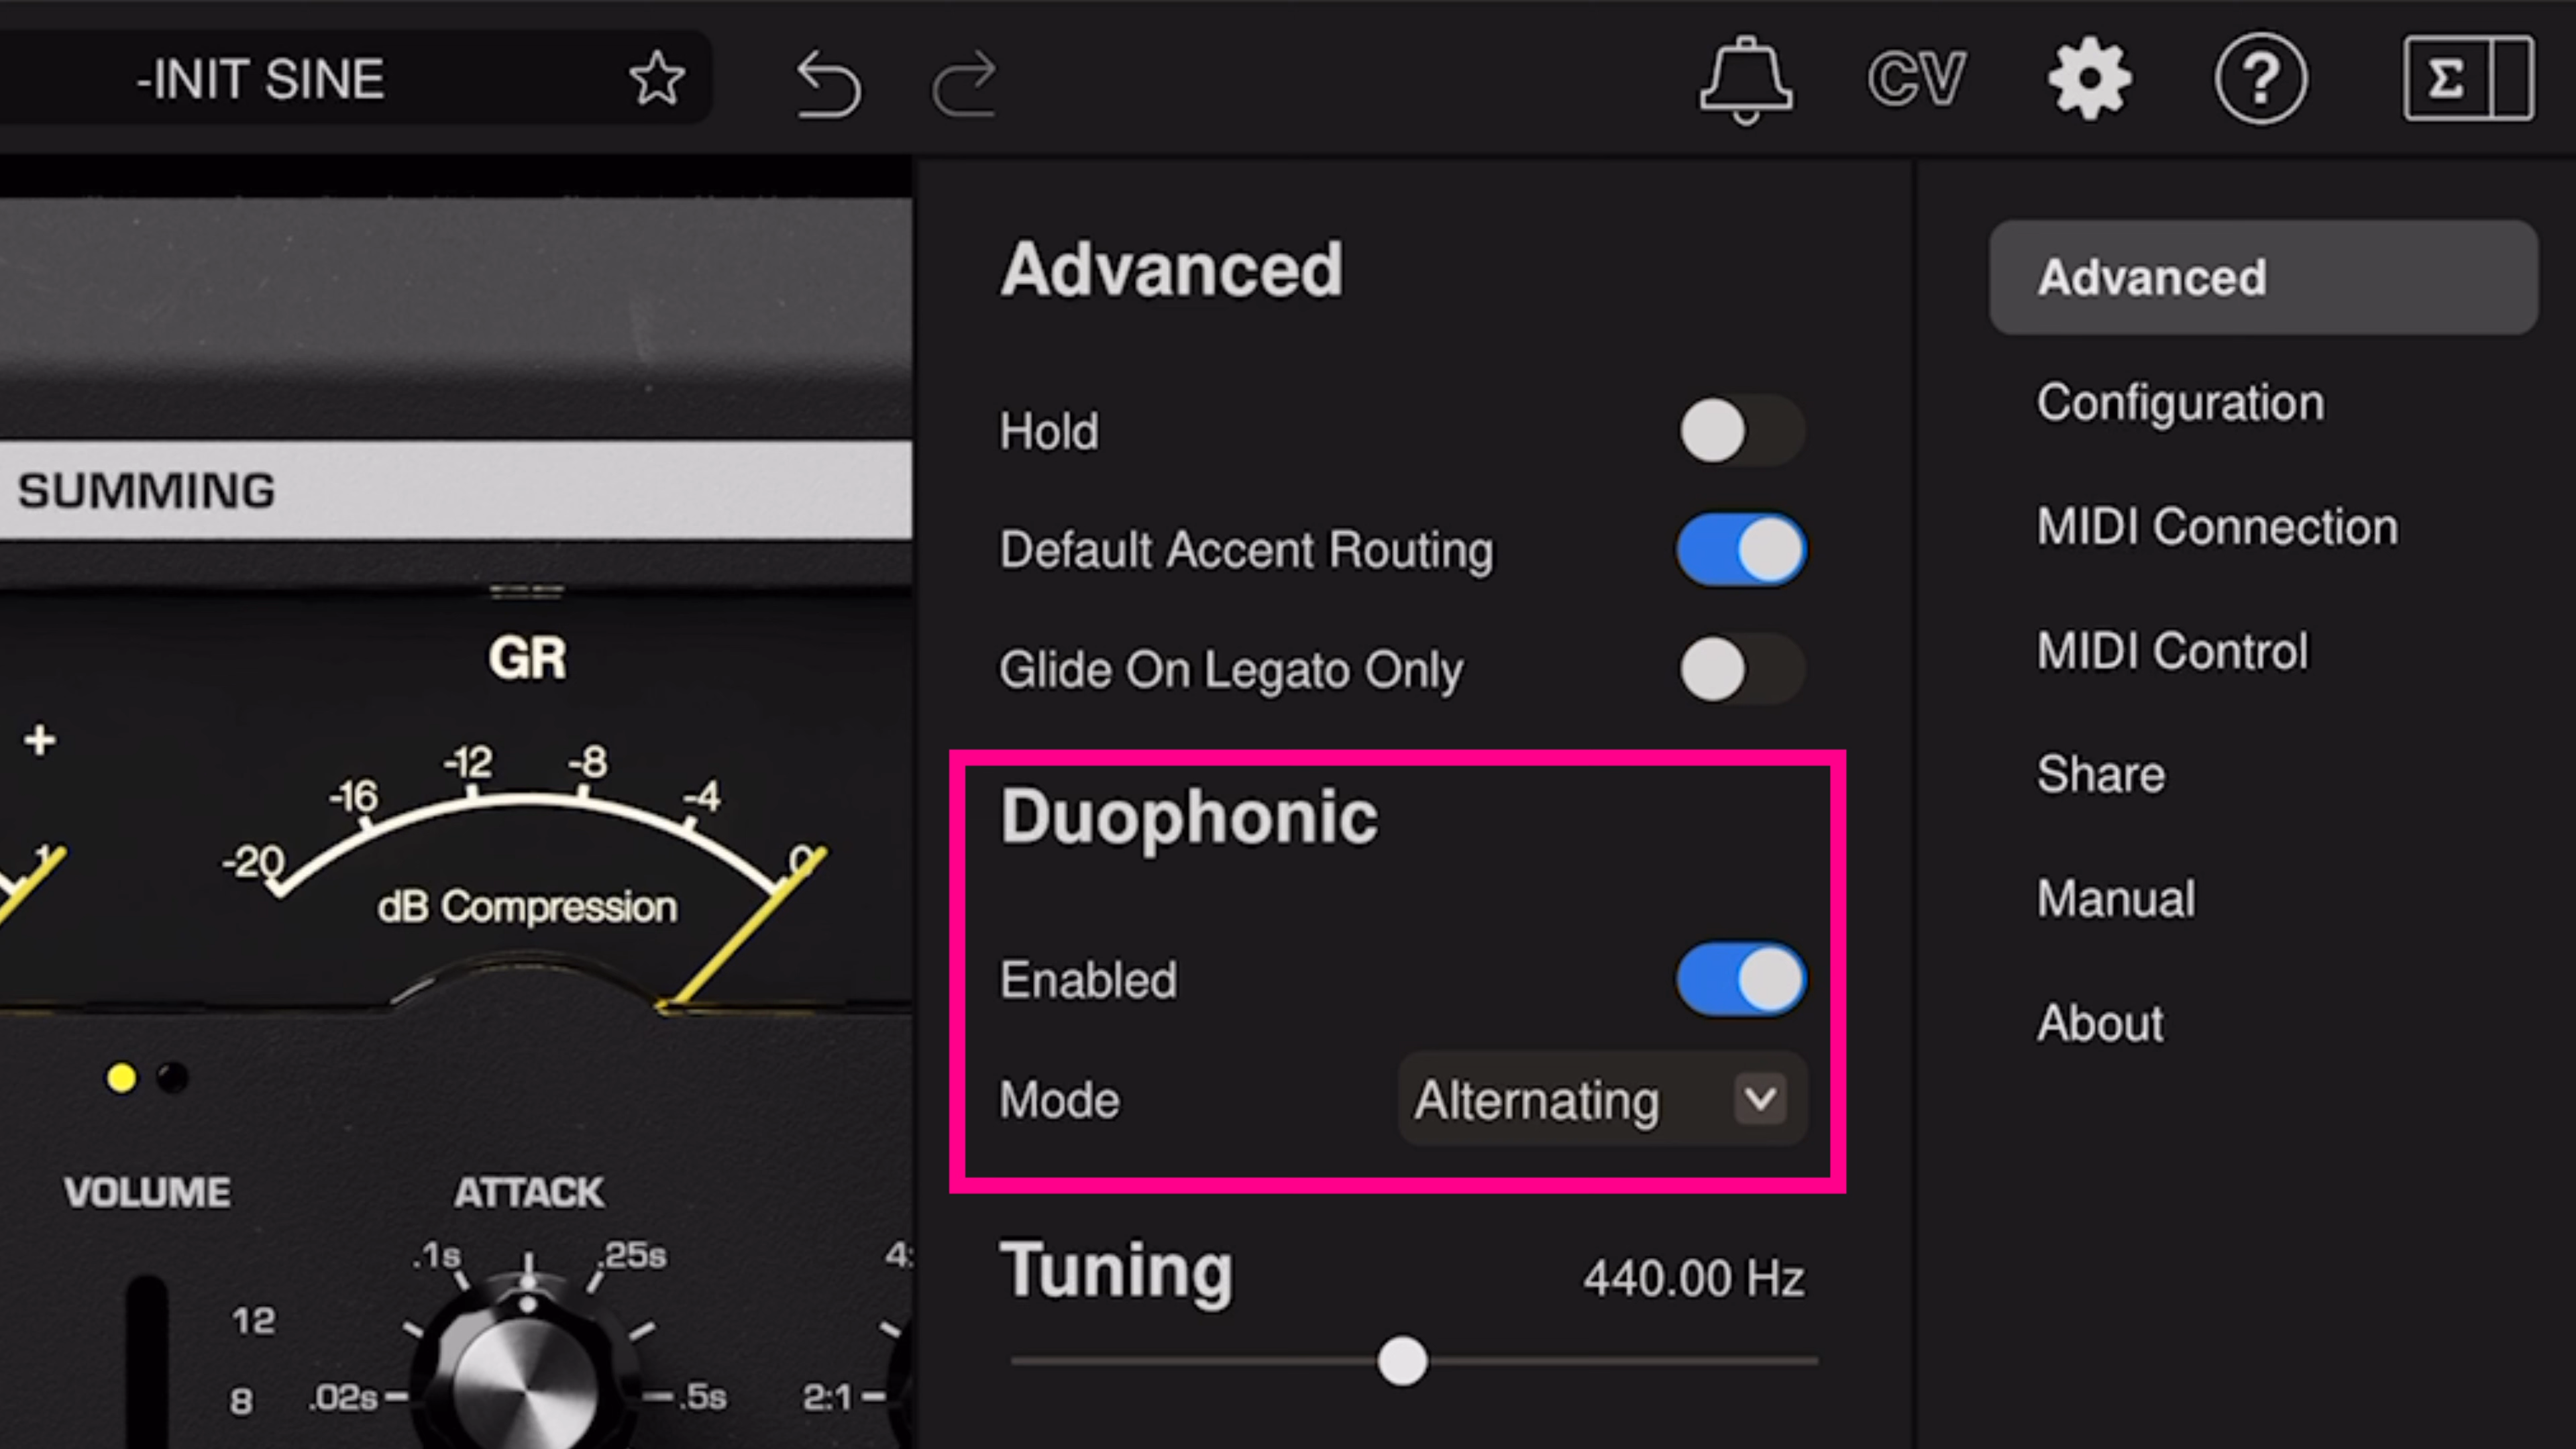 -INIT SINE
CV
?
Σ
SUMMING
GR
+
-20
-16
-12
-8
-4
0
1
dB Compression
VOLUME
12
8
ATTACK
.02s
.1s
.25s
.5s
4:
2:1
Advanced
Hold
Default Accent Routing
Glide On Legato Only
Duophonic
Enabled
Mode Alternating
Tuning 440.00 Hz
Advanced
Configuration
MIDI Connection
MIDI Control
Share
Manual
About